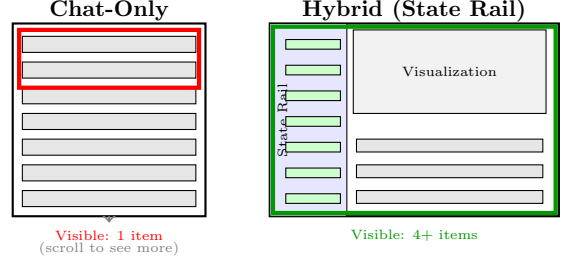 Chat-Only
Hybrid (State Rail)
State Rail
Visualization
Visible: 1 item
(scroll to see more)
Visible: 4+ items